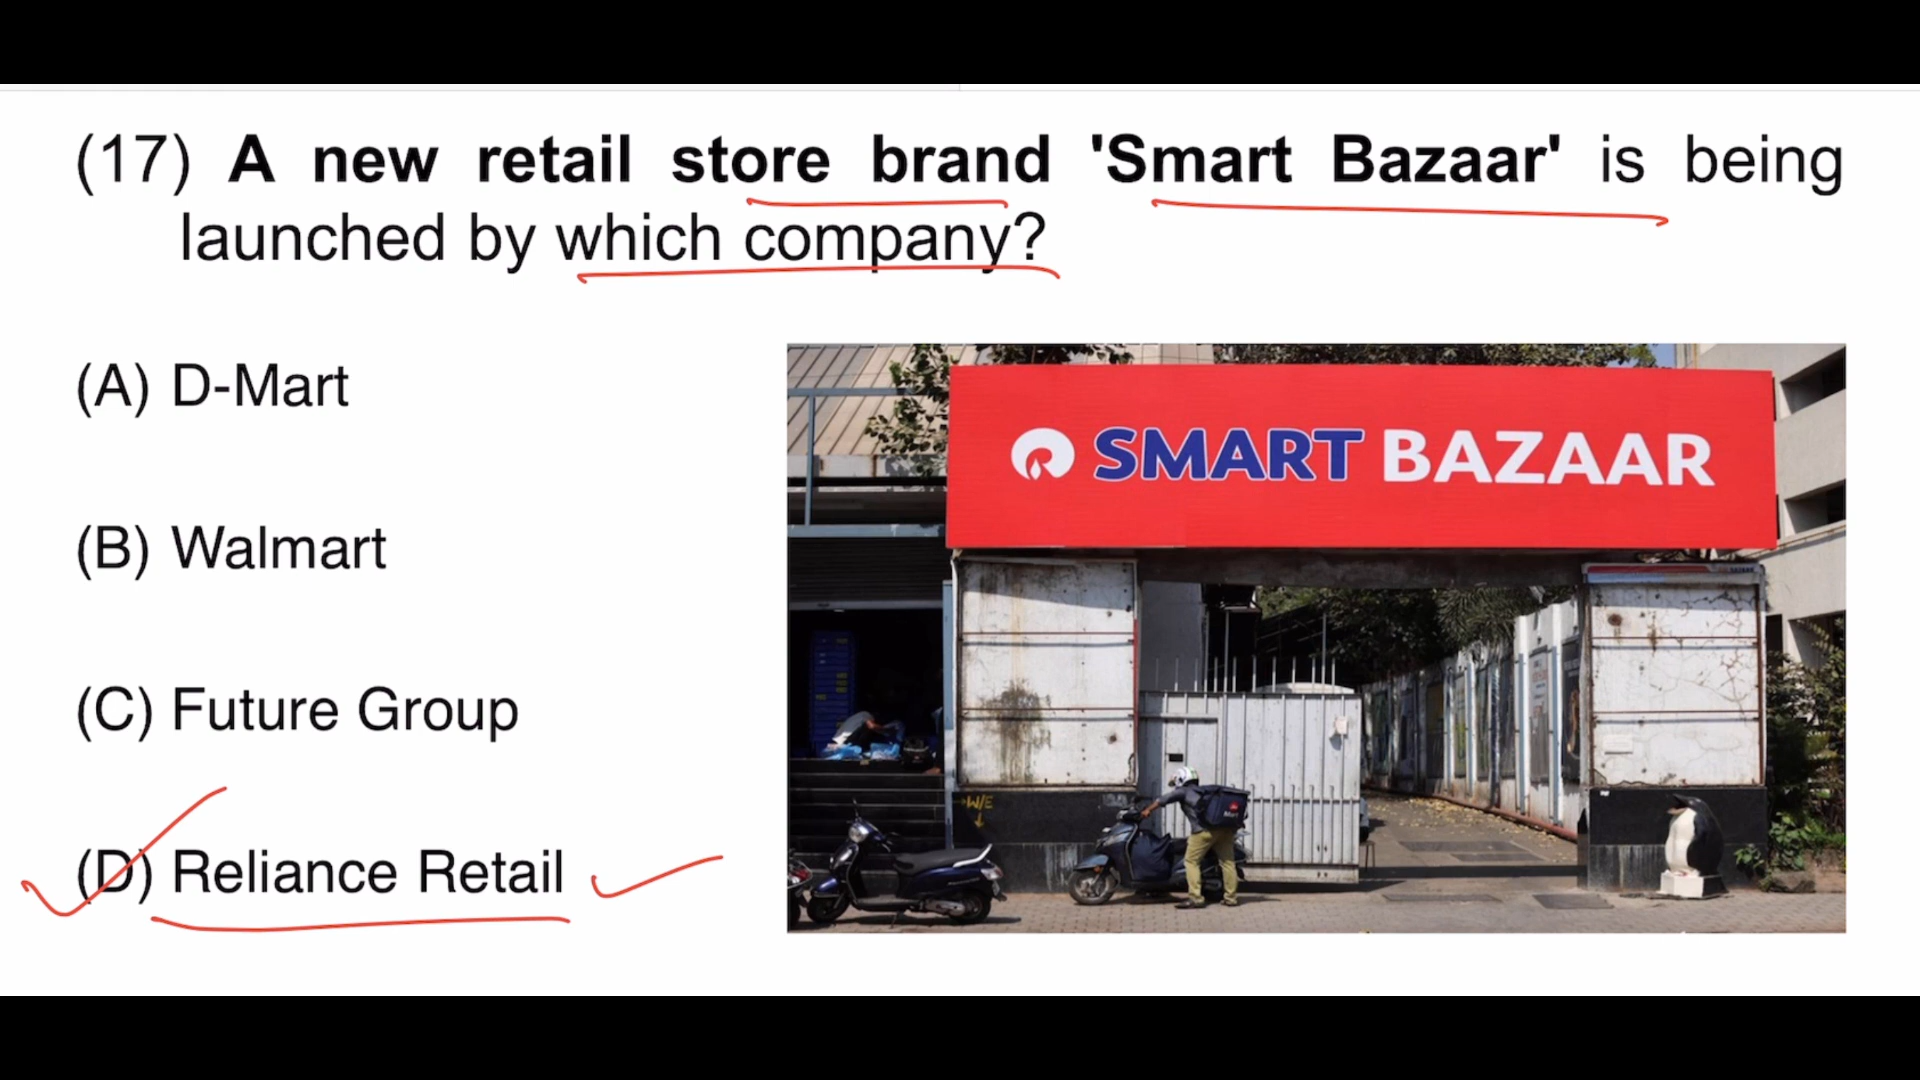 (17) A new retail store brand 'Smart Bazaar' is being
launched by which company?
(A) D-Mart
(B) Walmart
(C) Future Group
(D) Reliance Retail
SMART BAZAAR
W/E